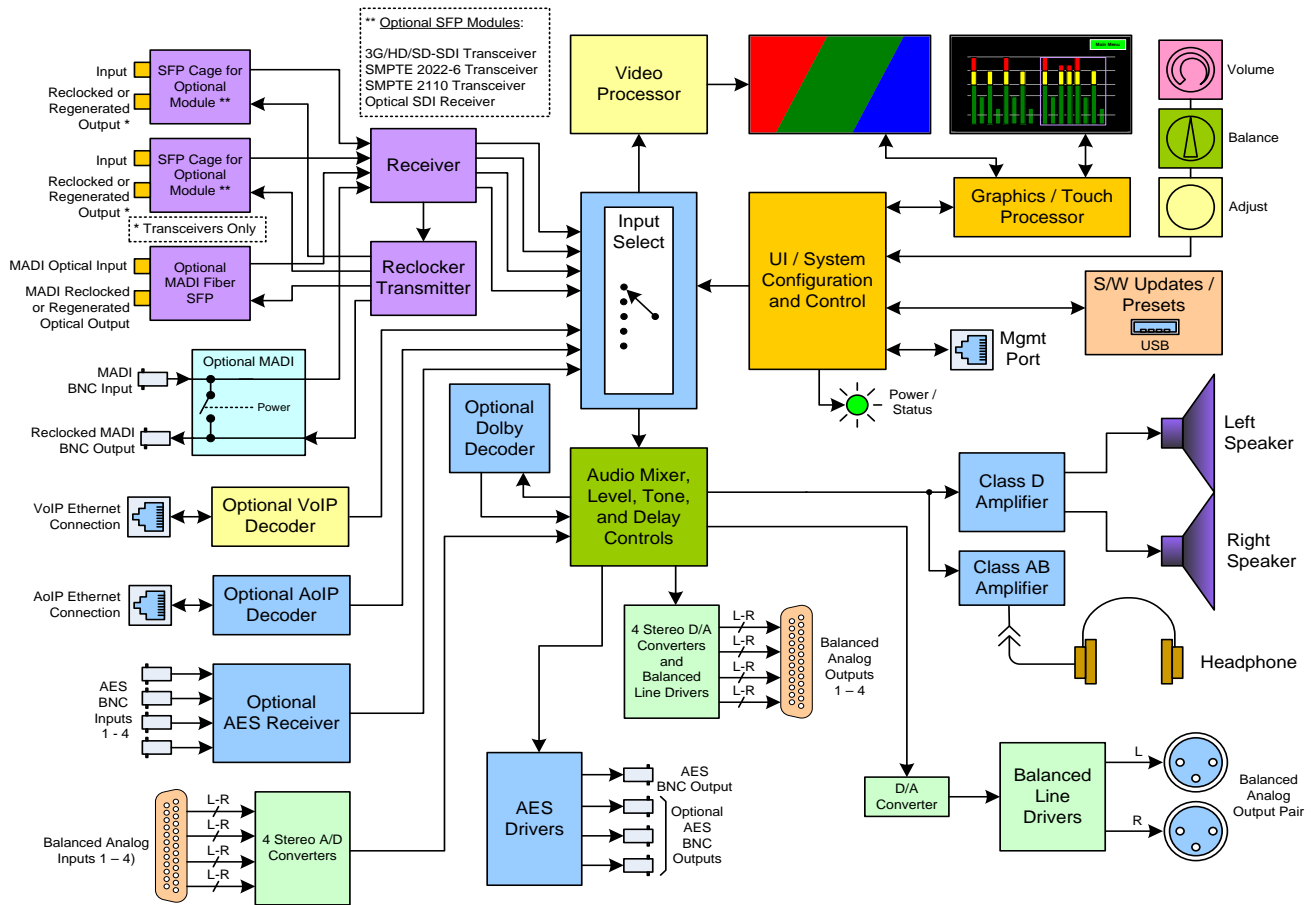 ** Optional SFP Modules:
3G/HD/SD-SDI Transceiver
SMPTE 2022-6 Transceiver
SMPTE 2110 Transceiver
Optical SDI Receiver
Input
Reclocked or
Regenerated
Output *
SFP Cage for
Optional
Module **
Input
Reclocked or
Regenerated
Output *
SFP Cage for
Optional
Module **
* Transceivers Only
MADI Optical Input
MADI Reclocked
or Regenerated
Optical Output
Optional
MADI Fiber
SFP
Receiver
Reclocker
Transmitter
MADI
BNC Input
Reclocked MADI
BNC Output
Optional MADI
Power
VoIP Ethernet
Connection
Optional VoIP
Decoder
AoIP Ethernet
Connection
Optional AoIP
Decoder
AES
BNC
Inputs
1 - 4
Optional
AES Receiver
Balanced Analog
Inputs 1 – 4)
L-R
L-R
L-R
L-R
4 Stereo A/D
Converters
Video
Processor
Input
Select
Main Menu
Volume
Balance
Adjust
Graphics / Touch
Processor
UI / System
Configuration
and Control
S/W Updates /
Presets
USB
Mgmt
Port
Power /
Status
Optional
Dolby
Decoder
Audio Mixer,
Level, Tone,
and Delay
Controls
Class D
Amplifier
Left
Speaker
Right
Speaker
Class AB
Amplifier
Headphone
4 Stereo D/A
Converters
and
Balanced
Line Drivers
L-R
L-R
L-R
L-R
Balanced
Analog
Outputs
1 – 4
AES
Drivers
AES
BNC Output
Optional
AES
BNC
Outputs
D/A
Converter
Balanced
Line
Drivers
L
R
Balanced
Analog
Output Pair